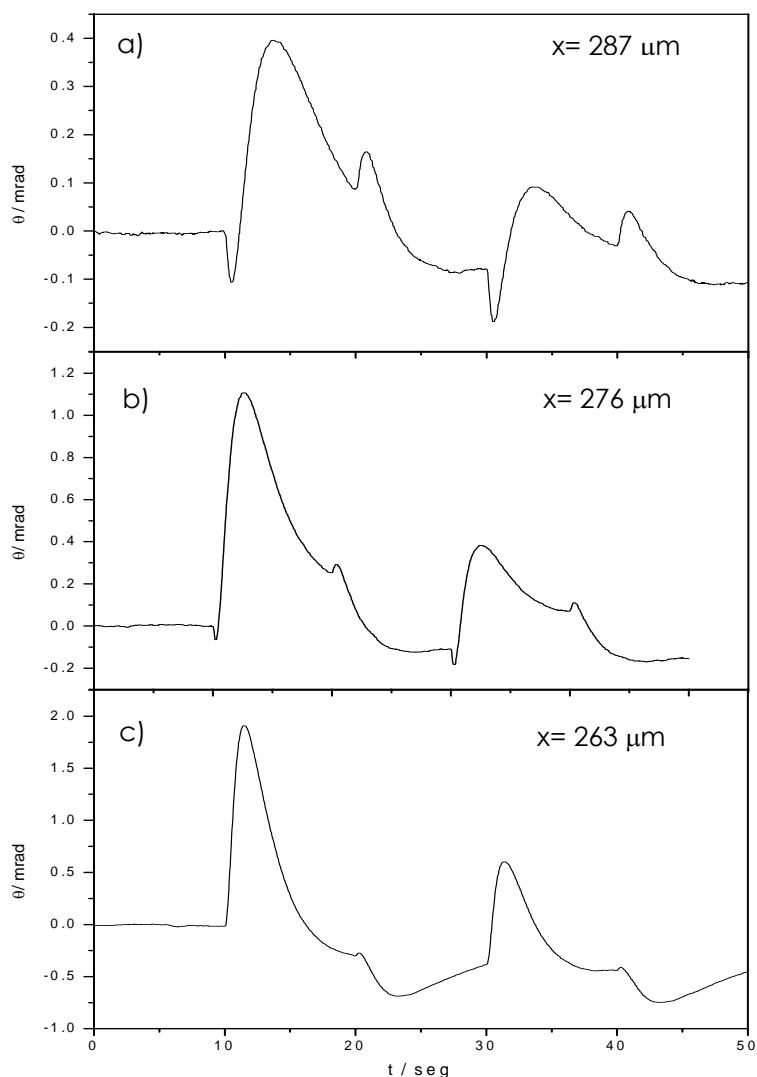 a)
x= 287 μm
0.4
0.3
0.2
0.1
0.0
-0.1
-0.2
θ / mrad
b)
x= 276 μm
1.2
1.0
0.8
0.6
0.4
0.2
0.0
-0.2
θ/ mrad
c)
x= 263 μm
2.0
1.5
1.0
0.5
0.0
-0.5
-1.0
θ/ mrad
0 10 20 30 40 50
t / seg